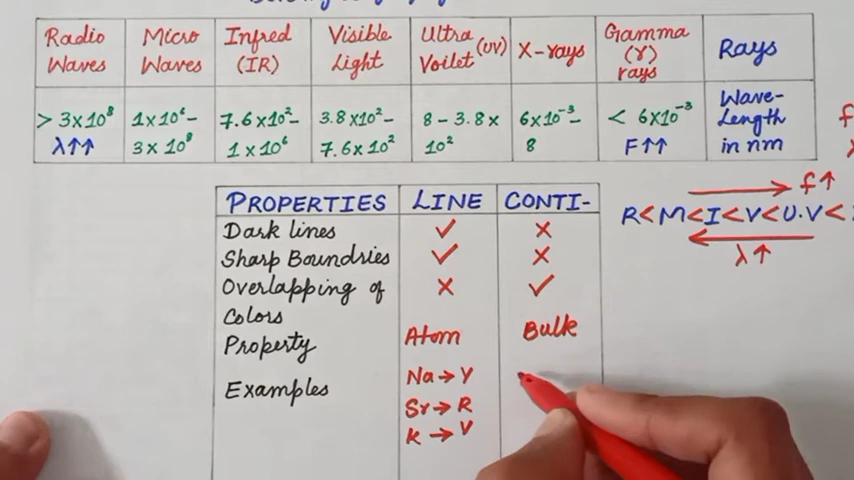 Radio Waves
Micro Waves
Infred (IR)
Visible Light
Ultra Voilet (UV)
X-rays
Gamma (γ) rays
Rays
> 3x10⁸ λ↑↑
1x10⁶- 3x10⁸
7.6x10²- 1x10⁶
3.8x10²- 7.6x10²
8 - 3.8x 10²
6x10⁻³- 8
< 6x10⁻³ F↑↑
Wave- Length in nm
f↑
R<M<I<V<U.V<
λ↑
PROPERTIES LINE CONTI-
Dark lines ✓ ×
Sharp Boundries ✓ ×
Overlapping of × ✓
Colors
Property Atom Bulk
Examples Na→Y
Sr→R
K→V